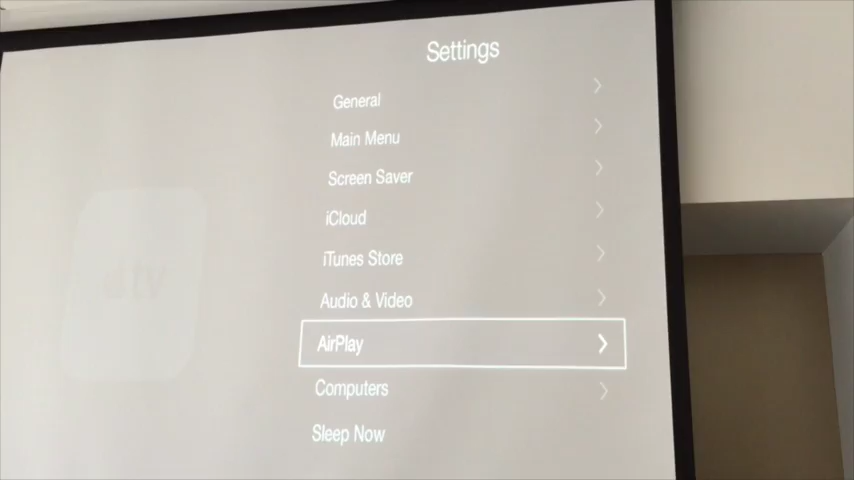 Settings
General
Main Menu
Screen Saver
iCloud
iTunes Store
Audio & Video
AirPlay
Computers
Sleep Now